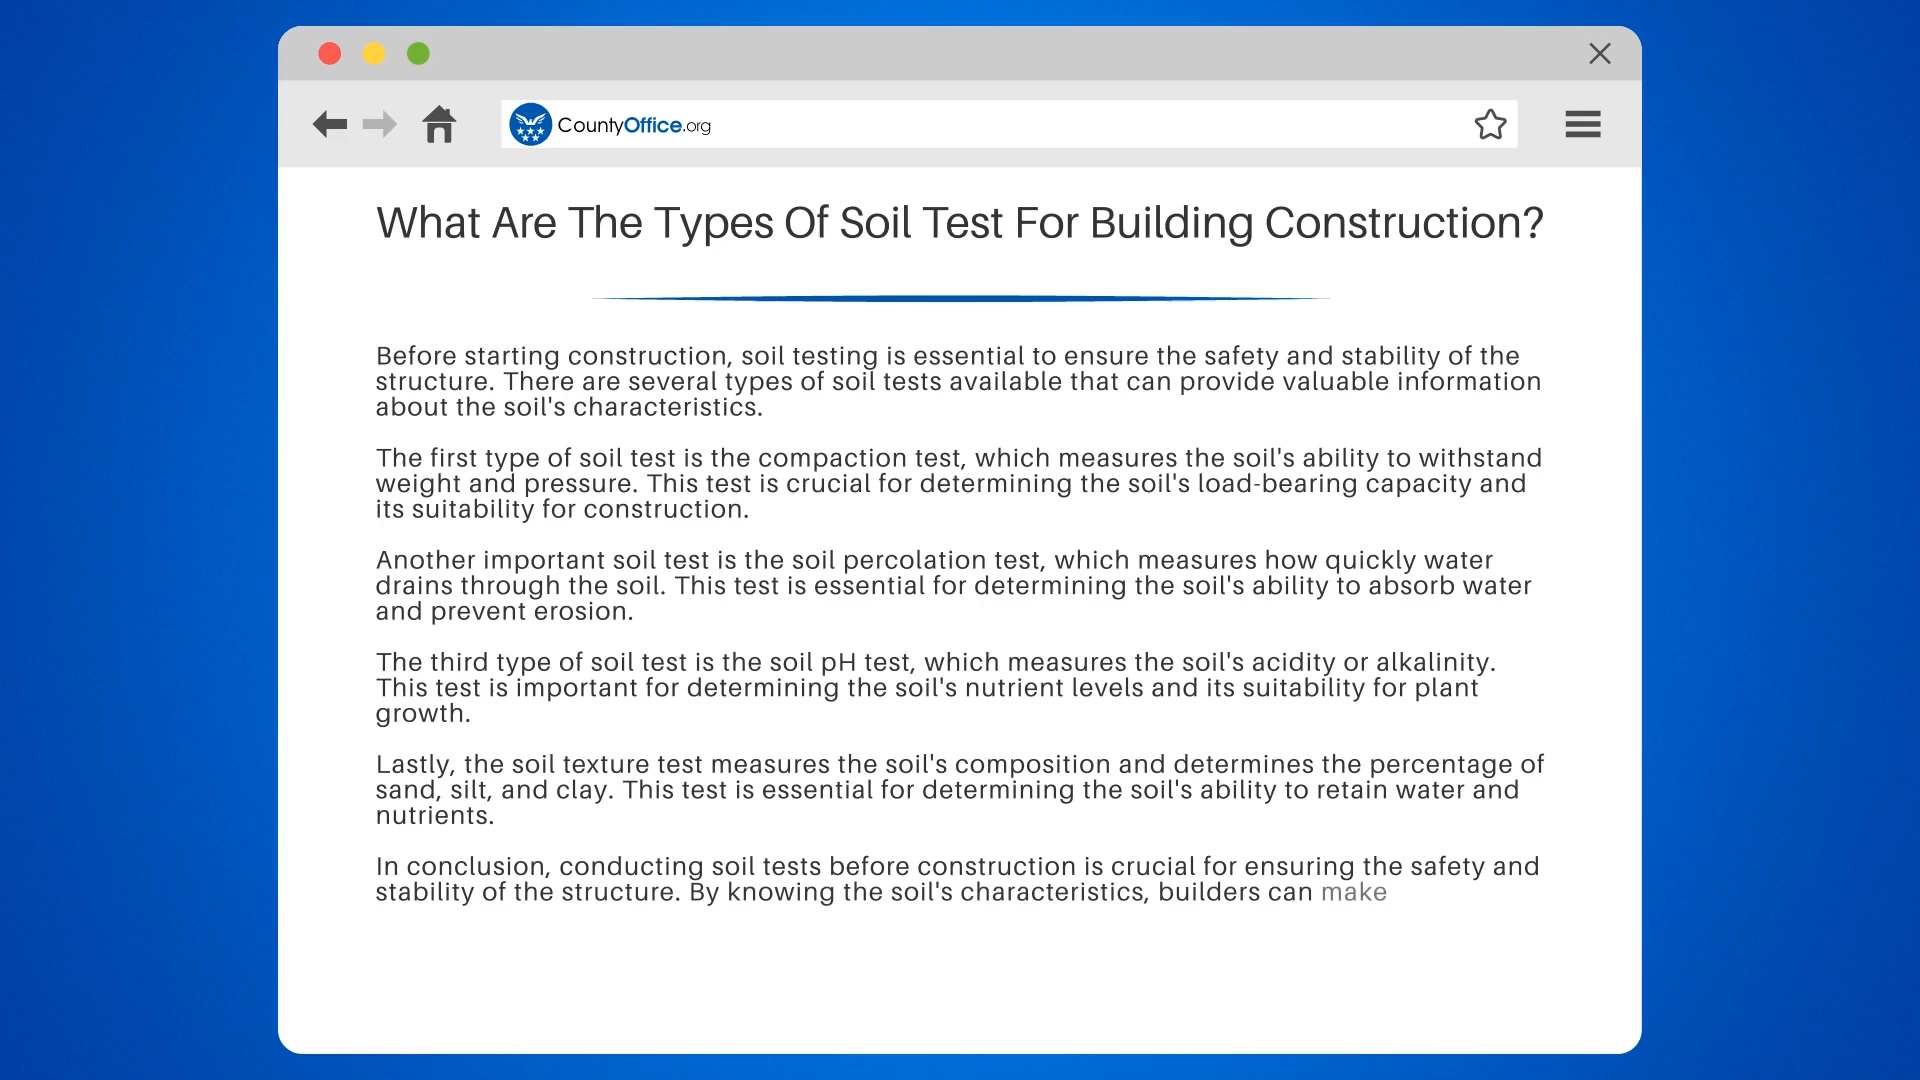 CountyOffice.org
What Are The Types Of Soil Test For Building Construction?
Before starting construction, soil testing is essential to ensure the safety and stability of the
structure. There are several types of soil tests available that can provide valuable information
about the soil's characteristics.
The first type of soil test is the compaction test, which measures the soil's ability to withstand
weight and pressure. This test is crucial for determining the soil's load-bearing capacity and
its suitability for construction.
Another important soil test is the soil percolation test, which measures how quickly water
drains through the soil. This test is essential for determining the soil's ability to absorb water
and prevent erosion.
The third type of soil test is the soil pH test, which measures the soil's acidity or alkalinity.
This test is important for determining the soil's nutrient levels and its suitability for plant
growth.
Lastly, the soil texture test measures the soil's composition and determines the percentage of
sand, silt, and clay. This test is essential for determining the soil's ability to retain water and
nutrients.
In conclusion, conducting soil tests before construction is crucial for ensuring the safety and
stability of the structure. By knowing the soil's characteristics, builders can make